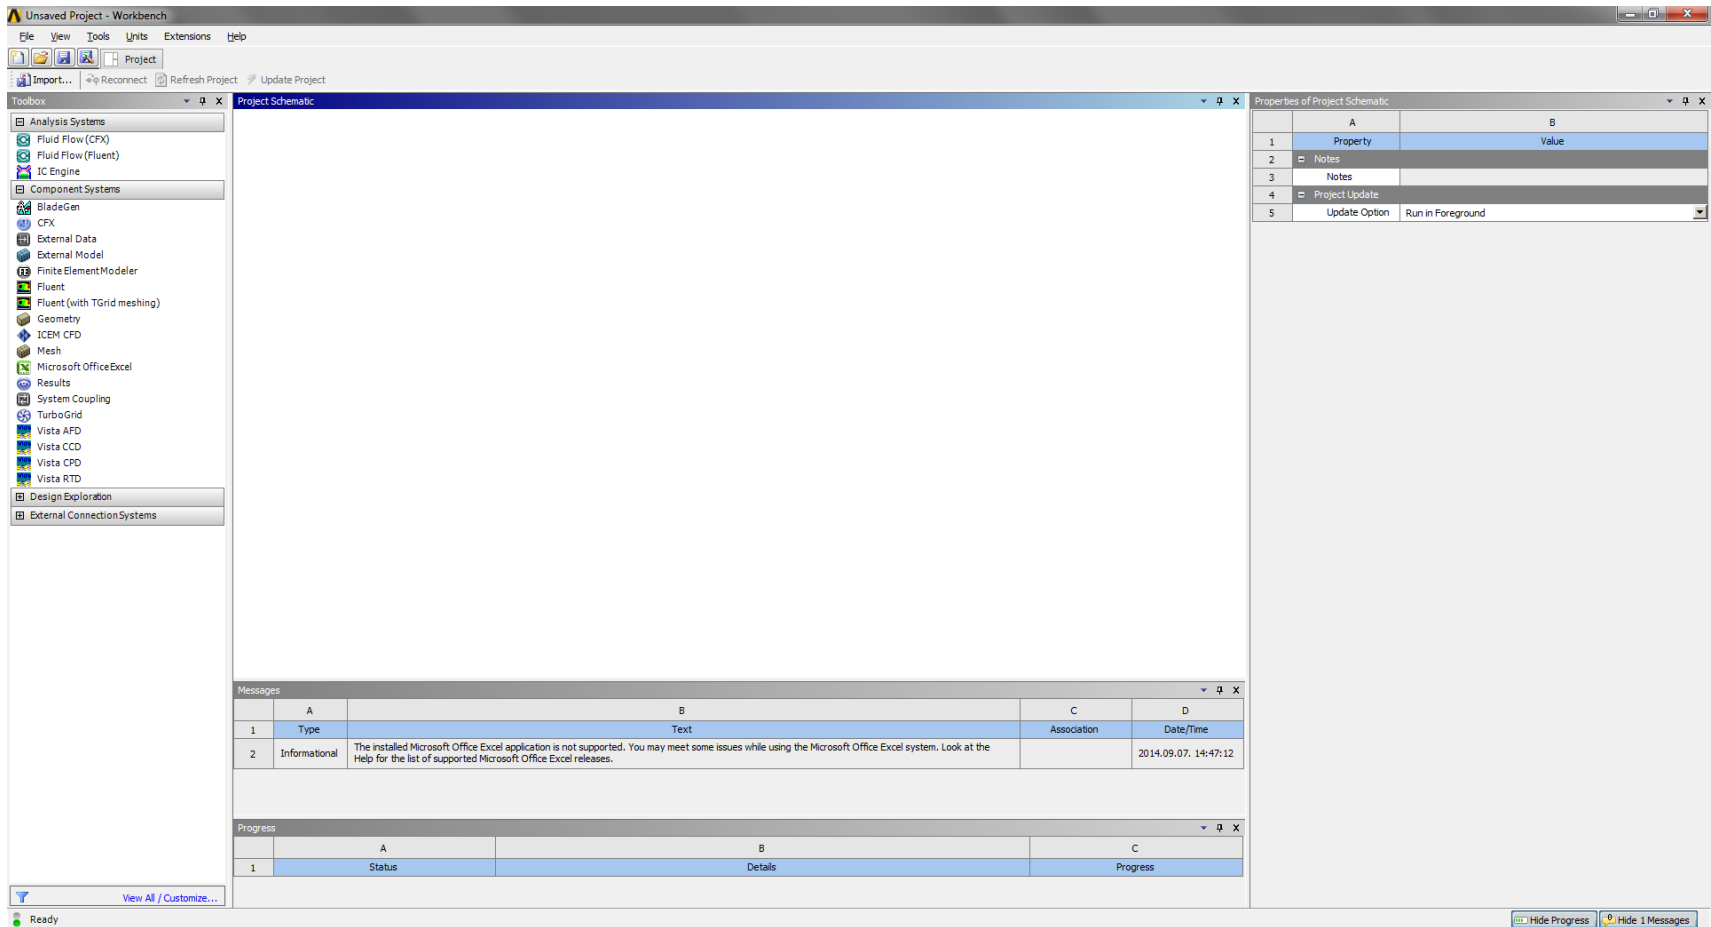 Unsaved Project - Workbench
File View Tools Units Extensions Help
Project
Import... Reconnect Refresh Project Update Project
Toolbox
Analysis Systems
Fluid Flow (CFX)
Fluid Flow (Fluent)
IC Engine
Component Systems
BladeGen
CFX
External Data
External Model
Finite Element Modeler
Fluent
Fluent (with TGrid meshing)
Geometry
ICEM CFD
Mesh
Microsoft Office Excel
Results
System Coupling
TurboGrid
Vista AFD
Vista CCD
Vista CPD
Vista RTD
Design Exploration
External Connection Systems
View All / Customize...
Project Schematic
Messages
A B C D
1 Type Text Association Date/Time
2 Informational The installed Microsoft Office Excel application is not supported. You may meet some issues while using the Microsoft Office Excel system. Look at the
Help for the list of supported Microsoft Office Excel releases. 2014.09.07. 14:47:12
Progress
A B C
1 Status Details Progress
Properties of Project Schematic
A B
1 Property Value
2 Notes
3 Notes
4 Project Update
5 Update Option Run in Foreground
Ready
Hide Progress Hide 1 Messages